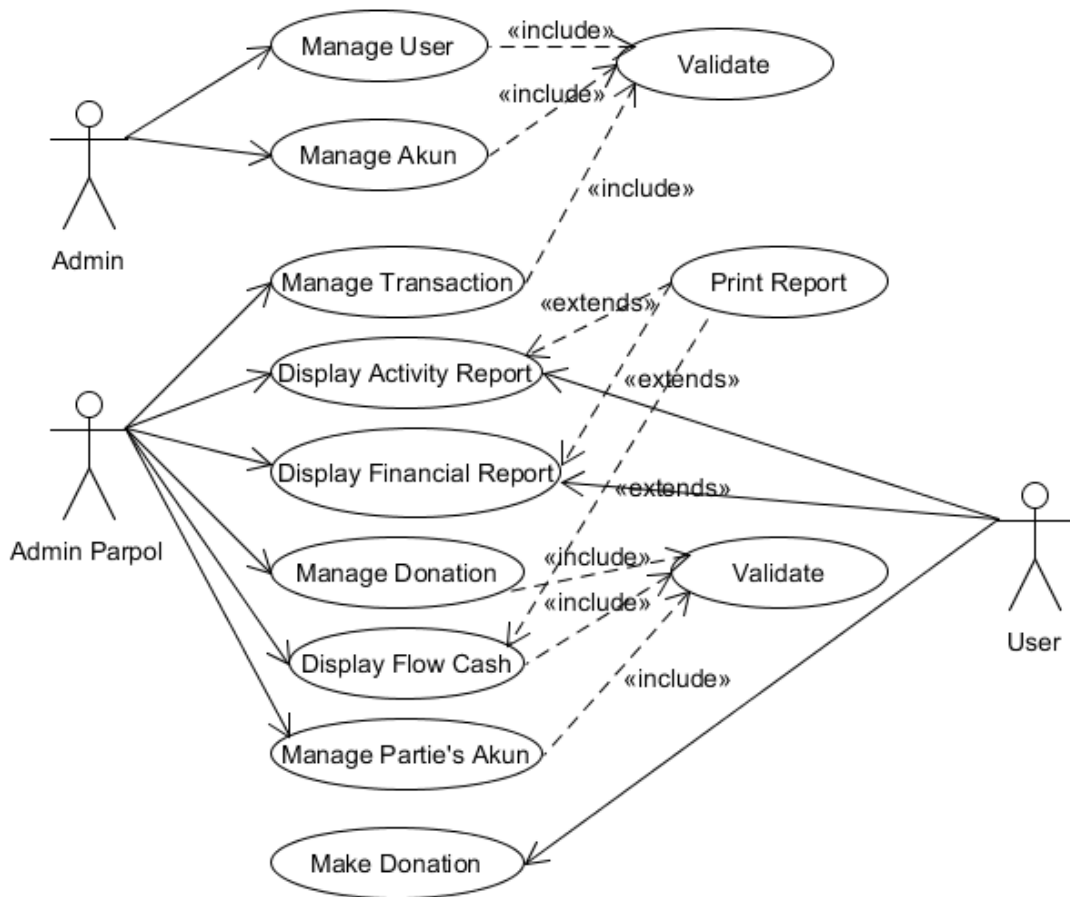 Manage User
«include»
Validate
«include»
Manage Akun
«include»
Admin
Manage Transaction
Print Report
«extends»
Display Activity Report
«extends»
Display Financial Report
«extends»
Admin Parpol
Manage Donation
«include»
Validate
«include»
User
Display Flow Cash
«include»
Manage Partie's Akun
Make Donation